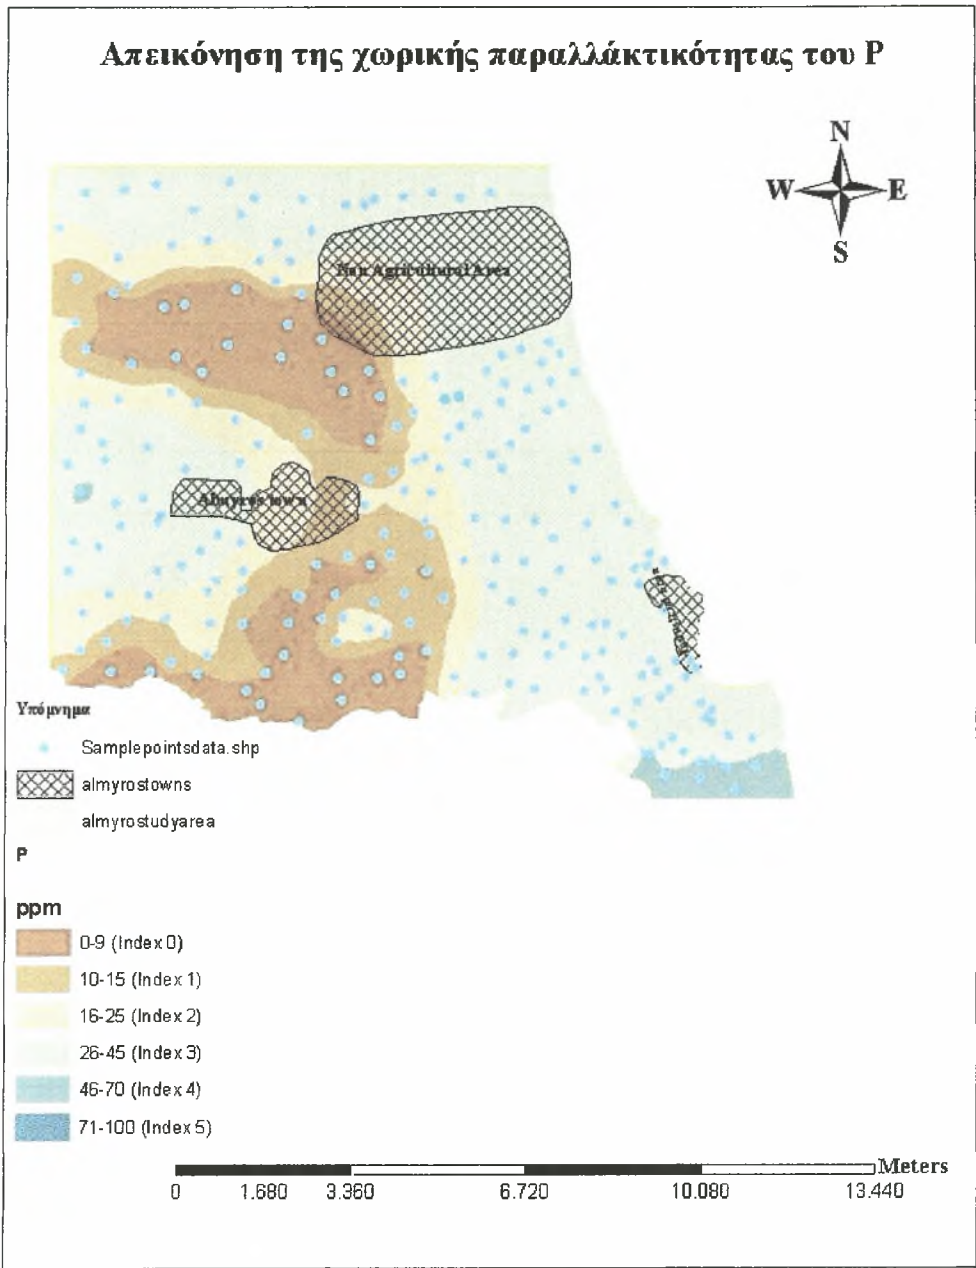 Απεικόνηση της χωρικής παραλλάκτικότητας του P
N
W E
S
Non Agricultural Area
Almyros town
Υπόμνημα
Samplepointsdata.shp
almyrostowns
almyrostudyarea
P
ppm
0-9 (Index 0)
10-15 (Index 1)
16-25 (Index 2)
26-45 (Index 3)
46-70 (Index 4)
71-100 (Index 5)
Meters
0 1.680 3.360 6.720 10.080 13.440